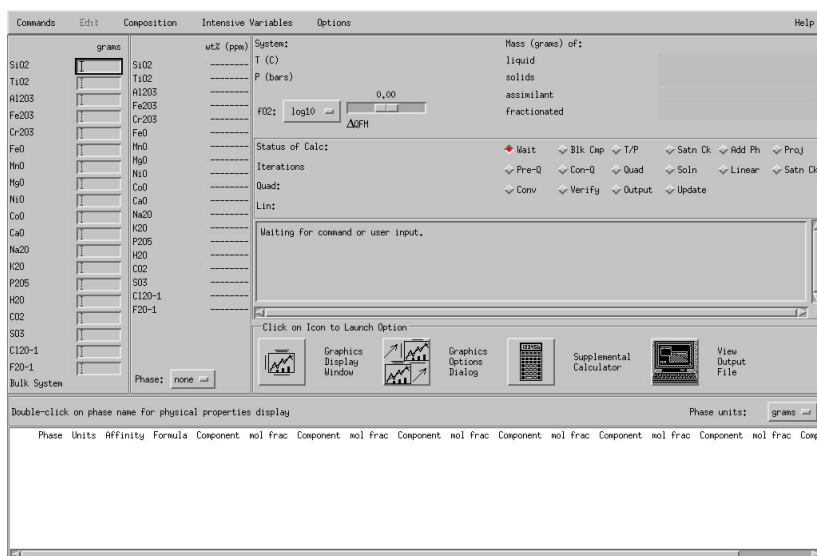 Commands Edit Composition Intensive Variables Options Help
grams
SiO2
TiO2
Al2O3
Fe2O3
Cr2O3
FeO
MnO
MgO
NiO
CoO
CaO
Na2O
K2O
P2O5
H2O
CO2
SO3
Cl2O-1
F2O-1
Bulk System
wt% (ppm)
SiO2 --------
TiO2 --------
Al2O3 --------
Fe2O3 --------
Cr2O3 --------
FeO --------
MnO --------
MgO --------
NiO --------
CoO --------
CaO --------
Na2O --------
K2O --------
P2O5 --------
H2O --------
CO2 --------
SO3 --------
Cl2O-1 --------
F2O-1 --------
Phase: none
System:
T (C)
P (bars)
0.00
fO2: log10
ΔQFM
Mass (grams) of:
liquid
solids
assimilant
fractionated
Status of Calc:
Iterations
Quad:
Lin:
Wait Blk Cmp T/P Satn Ck Add Ph Proj
Pre-Q Con-Q Quad Soln Linear Satn Ck
Conv Verify Output Update
Waiting for command or user input.
Click on Icon to Launch Option
Graphics
Display
Window
Graphics
Options
Dialog
Supplemental
Calculator
View
Output
File
Double-click on phase name for physical properties display
Phase units: grams
Phase Units Affinity Formula Component mol frac Component mol frac Component mol frac Component mol frac Component mol frac Component mol frac Com